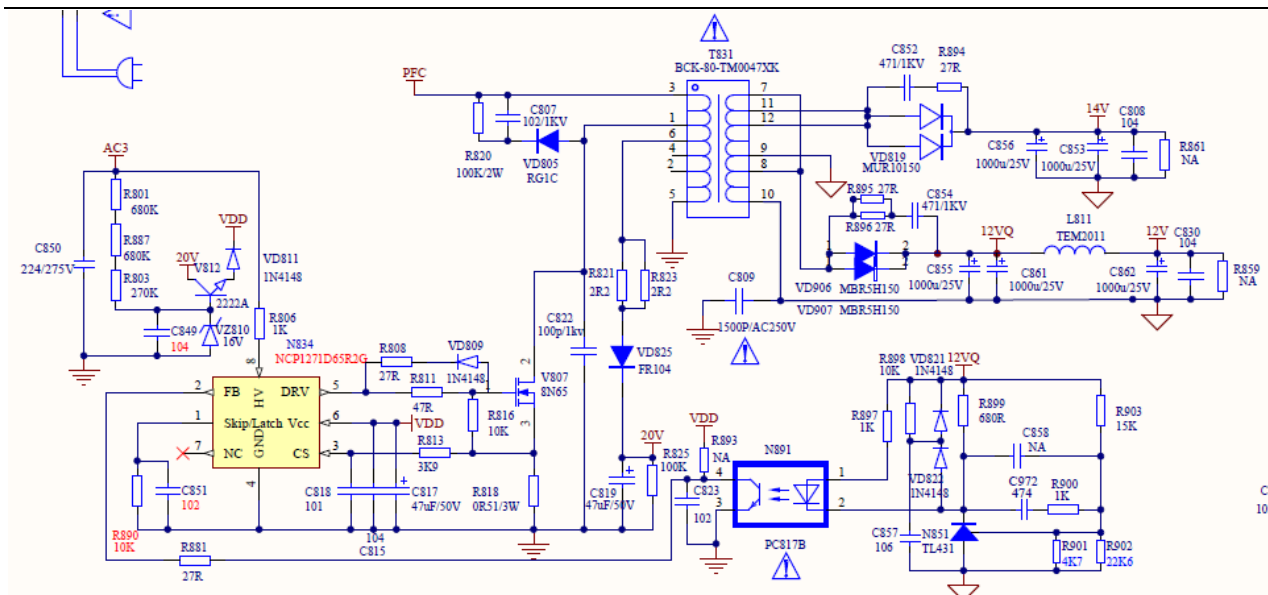 T831
BCK-80-TM0047XK
PFC
3
1
6
4
2
5
7
11
12
9
8
10
C807
102/1KV
R820
100K/2W
VD805
RG1C
C852
471/1KV
R894
27R
VD819
MUR10150
14V
C856
1000u/25V
C853
1000u/25V
C808
104
R861
NA
AC3
R801
680K
R887
680K
R803
270K
C850
224/275V
VDD
20V
V812
2222A
VD811
1N4148
C849
104
VZ810
16V
R806
1K
R895 27R
R896 27R
C854
471/1KV
1
2
VD906
MBR5H150
VD907
MBR5H150
12VQ
C855
1000u/25V
C861
1000u/25V
L811
TEM2011
12V
C862
1000u/25V
C830
104
R859
NA
C809
1500P/AC250V
R821
2R2
R823
2R2
C822
100p/1kv
VD825
FR104
N834
NCP1271D65R2G
8
HV
2
FB
DRV
5
1
Skip/Latch
Vcc
6
7
NC
GND
CS
3
4
R808
27R
VD809
1N4148
R811
47R
R816
10K
V807
8N65
2
1
3
VDD
R813
3K9
C818
101
C817
47uF/50V
104
C815
R818
0R51/3W
C851
102
R890
10K
R881
27R
20V
C819
47uF/50V
R825
100K
VDD
R893
NA
C823
102
N891
4
3
1
2
PC817B
R898
10K
VD821
1N4148
12VQ
R897
1K
R899
680R
VD822
1N4148
C858
NA
R903
15K
C972
474
R900
1K
C857
106
N851
TL431
R901
4K7
R902
22K6
C
10